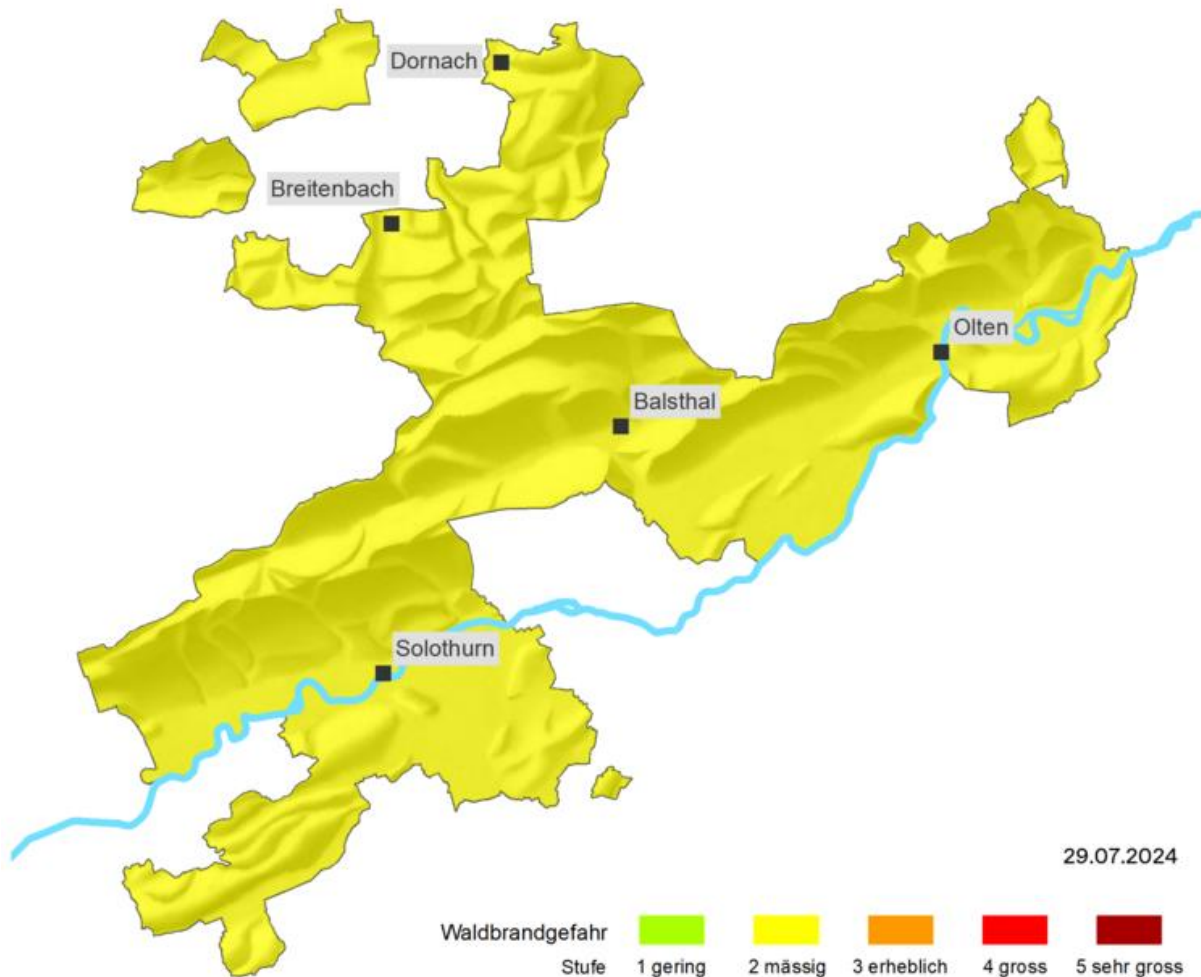 Dornach
Breitenbach
Olten
Balsthal
Solothurn
29.07.2024
Waldbrandgefahr
Stufe 1 gering 2 mässig 3 erheblich 4 gross 5 sehr gross